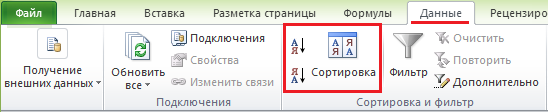 Файл Главная Вставка Разметка страницы Формулы Данные Рецензиро
Получение
внешних данных
Обновить
все
Подключения
Свойства
Изменить связи
Подключения
А
Я
Я
А
Я А
А Я
Сортировка
Фильтр
Очистить
Повторить
Дополнительно
Сортировка и фильтр